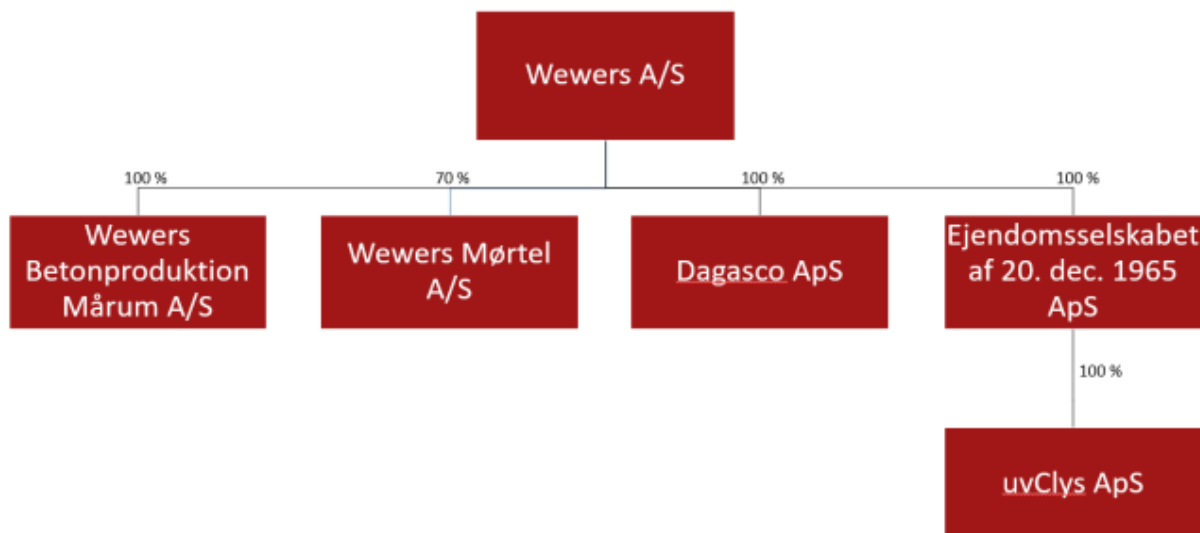 Wewers A/S
100 %
70 %
100 %
100 %
Wewers
Betonproduktion
Mårum A/S
Wewers Mørtel
A/S
Dagasco ApS
Ejendomsselskabet
af 20. dec. 1965
ApS
100 %
uvClys ApS